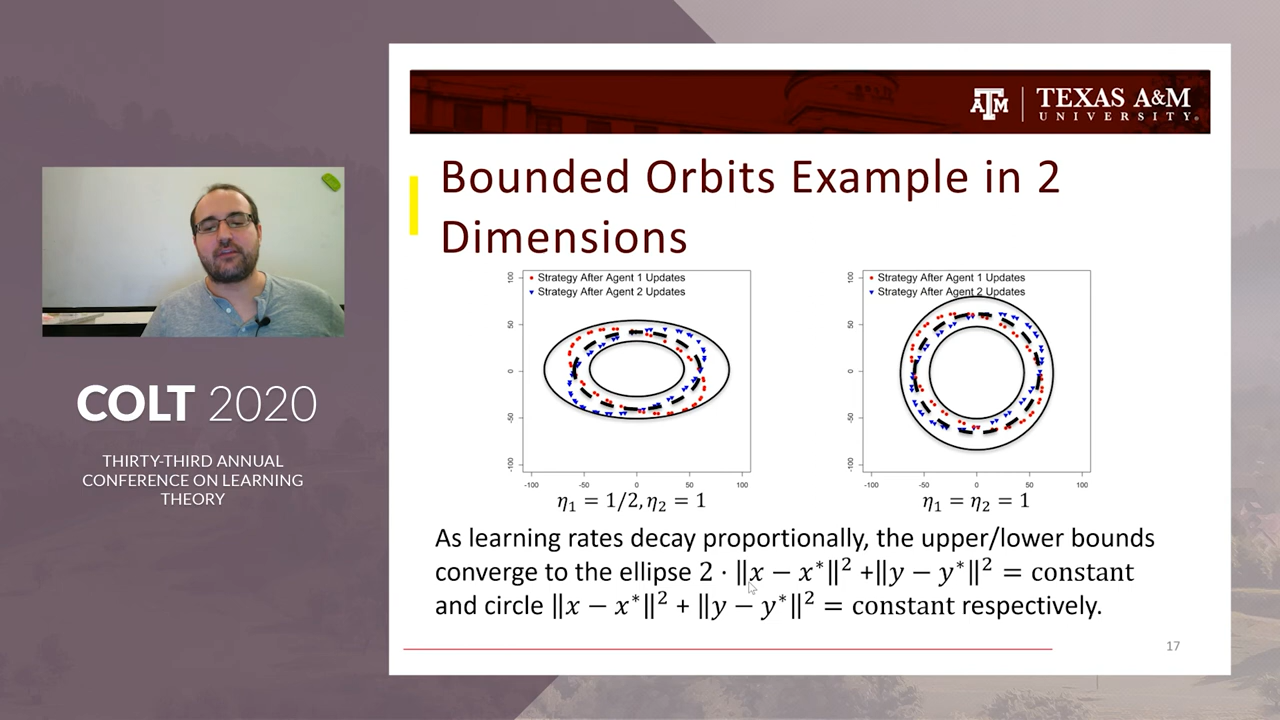 TEXAS A&M
UNIVERSITY®
ATM
Bounded Orbits Example in 2
Dimensions
Strategy After Agent 1 Updates
Strategy After Agent 2 Updates
100
50
0
-50
-100
-100 -50 0 50 100
η₁ = 1/2, η₂ = 1
Strategy After Agent 1 Updates
Strategy After Agent 2 Updates
100
50
0
-50
-100
-100 -50 0 50 100
η₁ = η₂ = 1
As learning rates decay proportionally, the upper/lower bounds
converge to the ellipse 2 · ‖x − x*‖² +‖y − y*‖² = constant
and circle ‖x − x*‖² + ‖y − y*‖² = constant respectively.
17
COLT 2020
THIRTY-THIRD ANNUAL
CONFERENCE ON LEARNING
THEORY